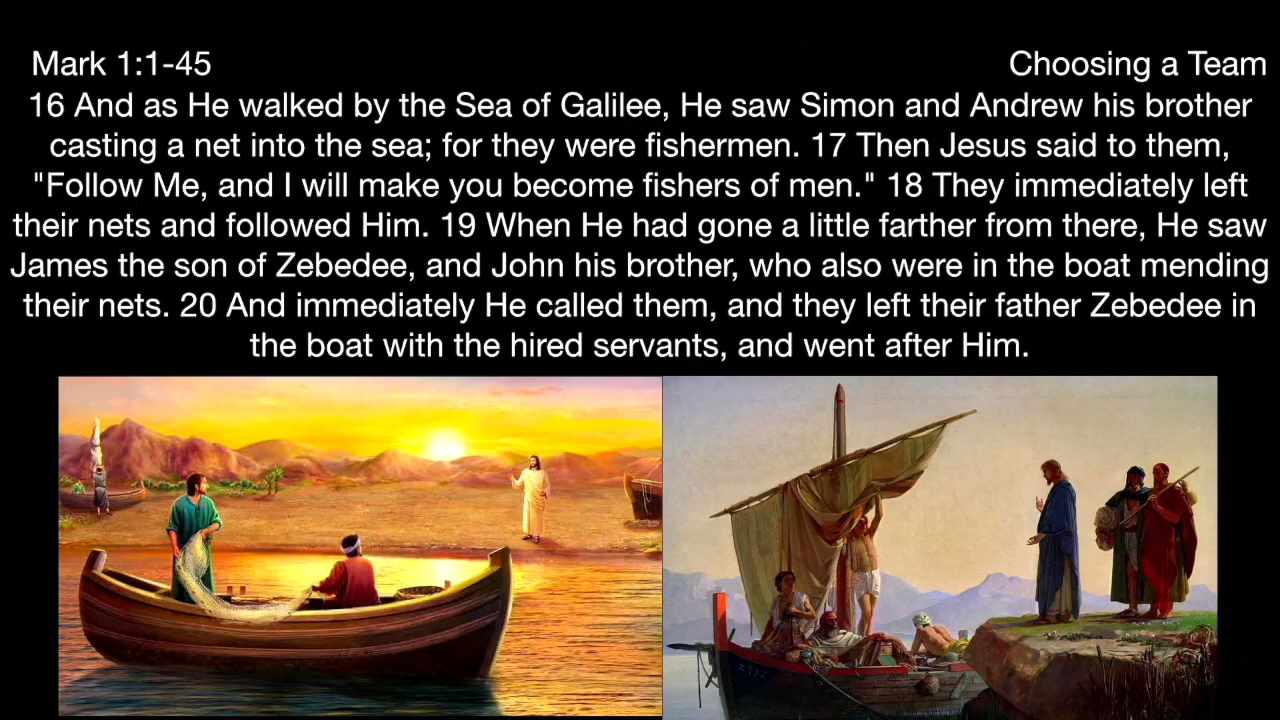 Mark 1:1-45 Choosing a Team
16 And as He walked by the Sea of Galilee, He saw Simon and Andrew his brother
casting a net into the sea; for they were fishermen. 17 Then Jesus said to them,
"Follow Me, and I will make you become fishers of men." 18 They immediately left
their nets and followed Him. 19 When He had gone a little farther from there, He saw
James the son of Zebedee, and John his brother, who also were in the boat mending
their nets. 20 And immediately He called them, and they left their father Zebedee in
the boat with the hired servants, and went after Him.